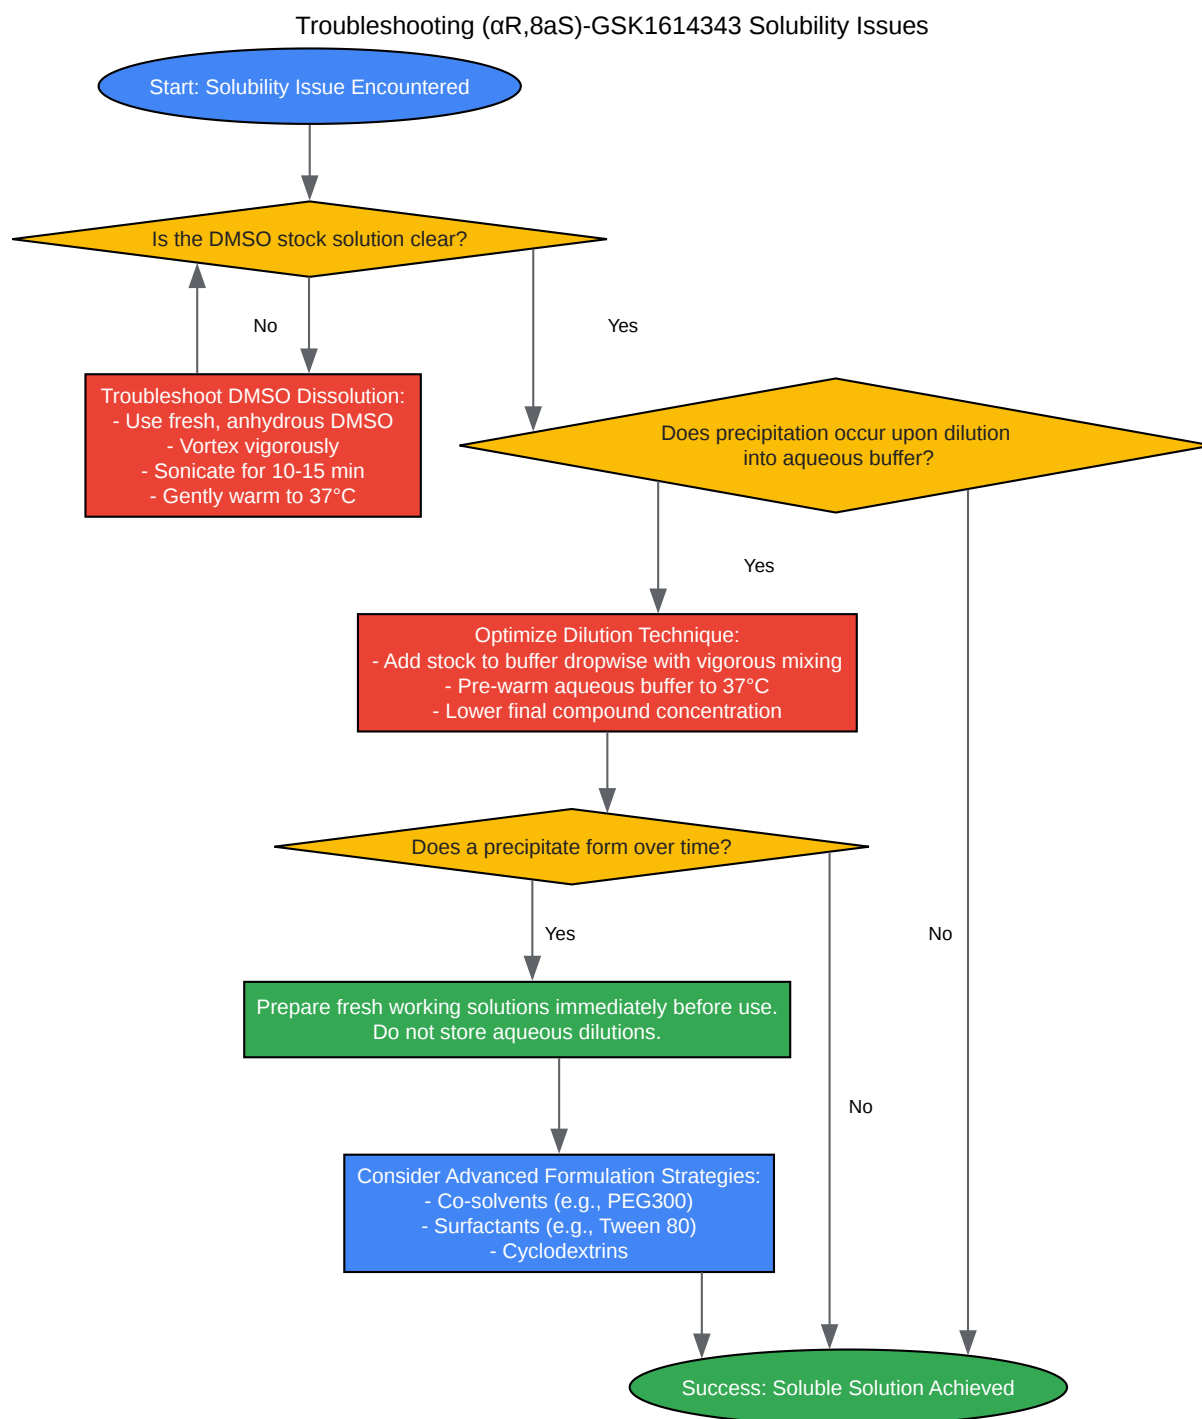 Troubleshooting (αR,8aS)-GSK1614343 Solubility Issues
Start: Solubility Issue Encountered
Is the DMSO stock solution clear?
No
Yes
Troubleshoot DMSO Dissolution:
- Use fresh, anhydrous DMSO
- Vortex vigorously
- Sonicate for 10-15 min
- Gently warm to 37°C
Does precipitation occur upon dilution
into aqueous buffer?
Yes
Optimize Dilution Technique:
- Add stock to buffer dropwise with vigorous mixing
- Pre-warm aqueous buffer to 37°C
- Lower final compound concentration
Does a precipitate form over time?
Yes
No
Prepare fresh working solutions immediately before use.
Do not store aqueous dilutions.
No
Consider Advanced Formulation Strategies:
- Co-solvents (e.g., PEG300)
- Surfactants (e.g., Tween 80)
- Cyclodextrins
Success: Soluble Solution Achieved